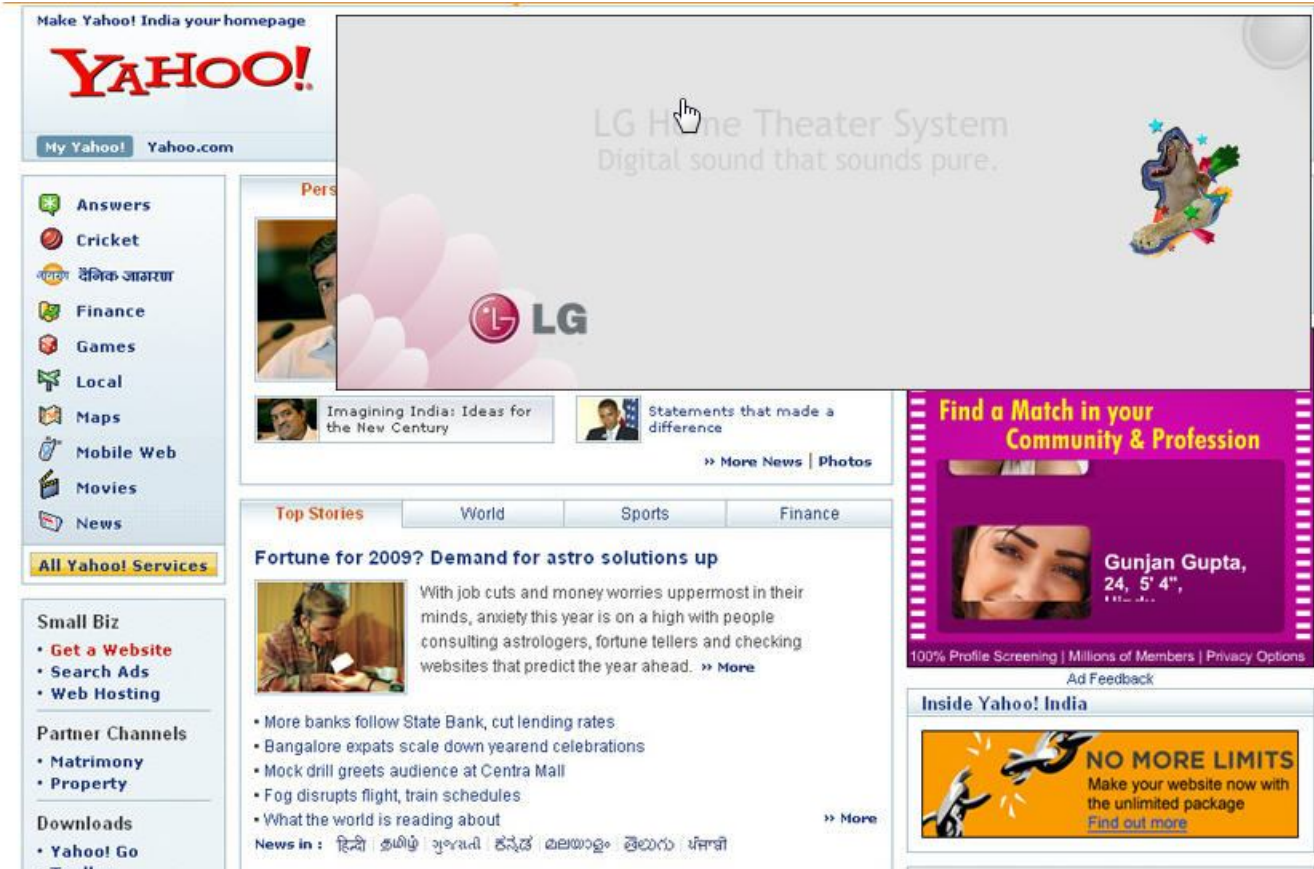 Make Yahoo! India your homepage
YAHOO!
My Yahoo! Yahoo.com
LG Home Theater System
Digital sound that sounds pure.
LG
Answers
Cricket
दैनिक जागरण
Finance
Games
Local
Maps
Mobile Web
Movies
News
All Yahoo! Services
Small Biz
• Get a Website
• Search Ads
• Web Hosting
Partner Channels
• Matrimony
• Property
Downloads
• Yahoo! Go
Pers
Imagining India: Ideas for
the New Century
Statements that made a
difference
» More News | Photos
Top Stories World Sports Finance
Fortune for 2009? Demand for astro solutions up
With job cuts and money worries uppermost in their
minds, anxiety this year is on a high with people
consulting astrologers, fortune tellers and checking
websites that predict the year ahead. » More
• More banks follow State Bank, cut lending rates
• Bangalore expats scale down yearend celebrations
• Mock drill greets audience at Centra Mall
• Fog disrupts flight, train schedules
• What the world is reading about
» More
News in : हिन्दी தமிழ் ગુજરાતી ಕನ್ನಡ മലയാളം తెలుగు ਪੰਜਾਬੀ
Find a Match in your
Community & Profession
Gunjan Gupta,
24, 5' 4",
100% Profile Screening | Millions of Members | Privacy Options
Ad Feedback
Inside Yahoo! India
NO MORE LIMITS
Make your website now with
the unlimited package
Find out more